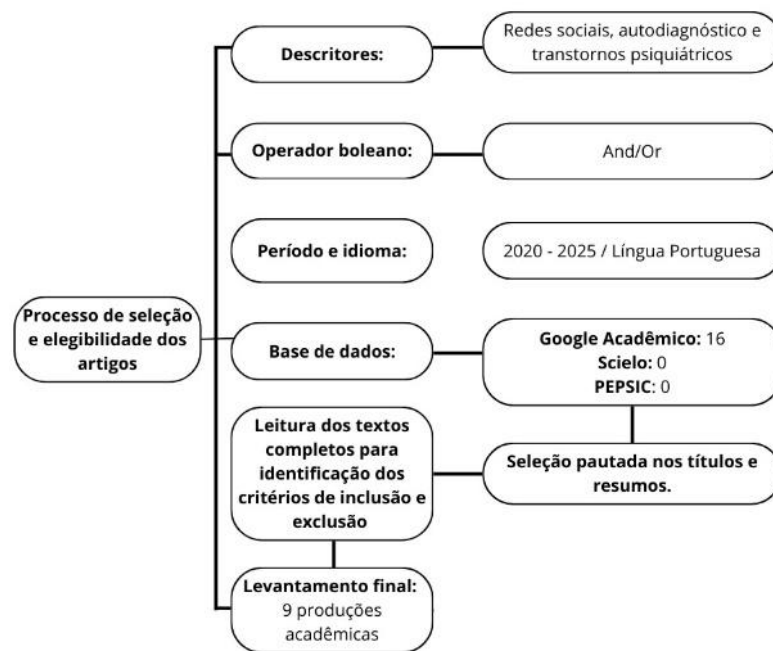 Processo de seleção
e elegibilidade dos
artigos
Descritores:
Redes sociais, autodiagnóstico e
transtornos psiquiátricos
Operador boleano:
And/Or
Período e idioma:
2020 - 2025 / Língua Portuguesa
Base de dados:
Google Acadêmico: 16
Scielo: 0
PEPSIC: 0
Seleção pautada nos títulos e
resumos.
Leitura dos textos
completos para
identificação dos
critérios de inclusão e
exclusão
Levantamento final:
9 produções
acadêmicas